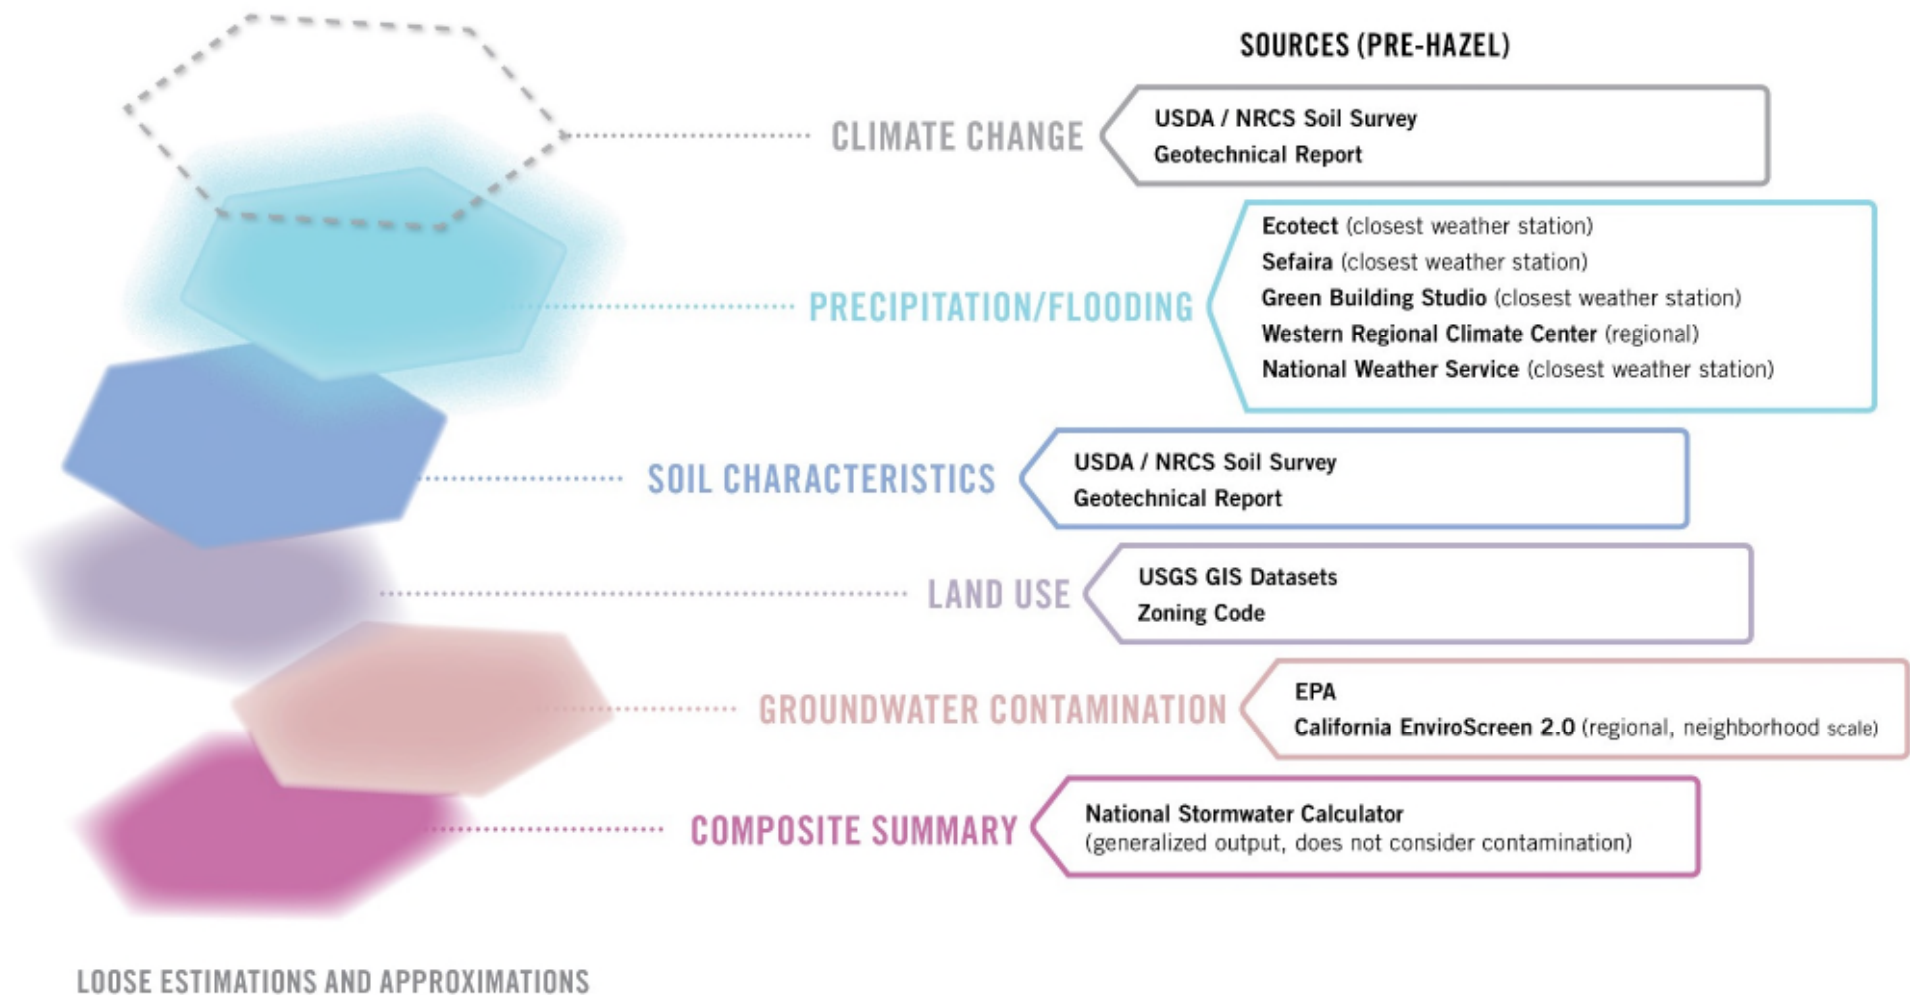 SOURCES (PRE-HAZEL)
CLIMATE CHANGE
USDA / NRCS Soil Survey
Geotechnical Report
PRECIPITATION/FLOODING
Ecotect (closest weather station)
Sefaira (closest weather station)
Green Building Studio (closest weather station)
Western Regional Climate Center (regional)
National Weather Service (closest weather station)
SOIL CHARACTERISTICS
USDA / NRCS Soil Survey
Geotechnical Report
LAND USE
USGS GIS Datasets
Zoning Code
GROUNDWATER CONTAMINATION
EPA
California EnviroScreen 2.0 (regional, neighborhood scale)
COMPOSITE SUMMARY
National Stormwater Calculator
(generalized output, does not consider contamination)
LOOSE ESTIMATIONS AND APPROXIMATIONS